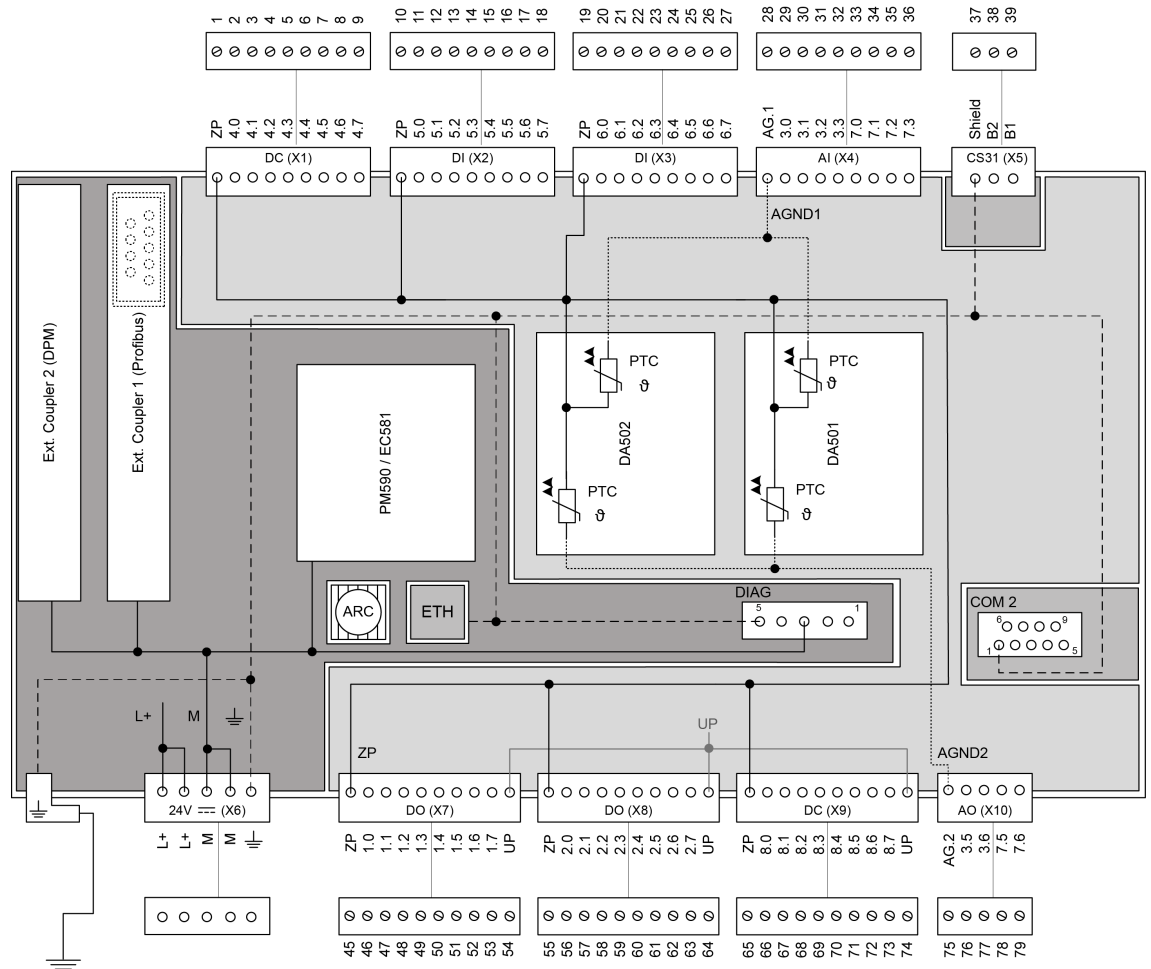 1 2 3 4 5 6 7 8 9
10 11 12 13 14 15 16 17 18
19 20 21 22 23 24 25 26 27
28 29 30 31 32 33 34 35 36
37 38 39
ZP 4.0 4.1 4.2 4.3 4.4 4.5 4.6 4.7
ZP 5.0 5.1 5.2 5.3 5.4 5.5 5.6 5.7
ZP 6.0 6.1 6.2 6.3 6.4 6.5 6.6 6.7
AG.1 3.0 3.1 3.2 3.3 7.0 7.1 7.2 7.3
Shield B2 B1
DC (X1)
DI (X2)
DI (X3)
AI (X4)
CS31 (X5)
AGND1
Ext. Coupler 2 (DPM)
Ext. Coupler 1 (Profibus)
PM590 / EC581
PTC
ϑ
PTC
ϑ
DA502
PTC
ϑ
PTC
ϑ
DA501
ARC
ETH
DIAG
5 1
COM 2
6 9
1 5
L+ M
ZP
UP
AGND2
24V (X6)
DO (X7)
DO (X8)
DC (X9)
AO (X10)
L+ L+ M M
ZP 1.0 1.1 1.2 1.3 1.4 1.5 1.6 1.7 UP
ZP 2.0 2.1 2.2 2.3 2.4 2.5 2.6 2.7 UP
ZP 8.0 8.1 8.2 8.3 8.4 8.5 8.6 8.7 UP
AG.2 3.5 3.6 7.5 7.6
45 46 47 48 49 50 51 52 53 54
55 56 57 58 59 60 61 62 63 64
65 66 67 68 69 70 71 72 73 74
75 76 77 78 79